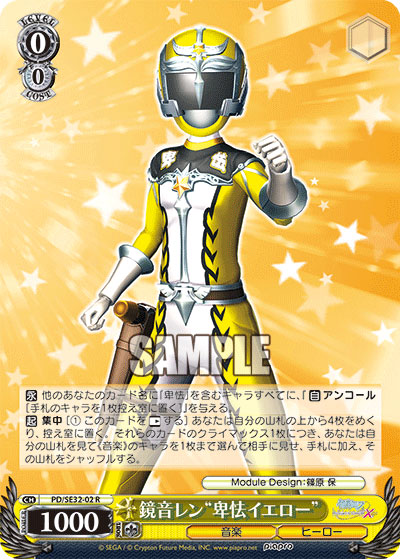 LEVEL
0
0
COST
卑怯
SAMPLE
永 他のあなたのカード名に「卑怯」を含むキャラすべてに、「自 アンコール
[手札のキャラを1枚控え室に置く]」を与える。
起 集中 [① このカードを レスト する] あなたは自分の山札の上から4枚をめく
り、控え室に置く。それらのカードのクライマックス1枚につき、あなたは
自分の山札を見て《音楽》のキャラを1枚まで選んで相手に見せ、手札に加え、そ
の山札をシャッフルする。
Module Design:篠原 保
CH PD/SE32-02 R
1000
鏡音レン“卑怯イエロー”
音楽
ヒーロー
© SEGA / © Crypton Future Media, INC. www.piapro.net piapro